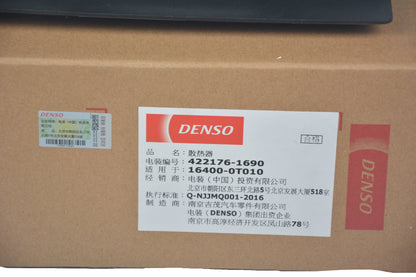 DENSO
DENSO
合格
品 名：散热器
电装编号：422176-1690
适 用 于：16400-0T010
经 销 商：电装（中国）投资有限公司
北京市朝阳区东三环北路5号北京发展大厦518室
执行标准：Q-NJJMQ001-2016
制 造 商：南京吉茂汽车零件有限公司
电装（DENSO）集团出资企业
南京市高淳经济开发区凤山路78号